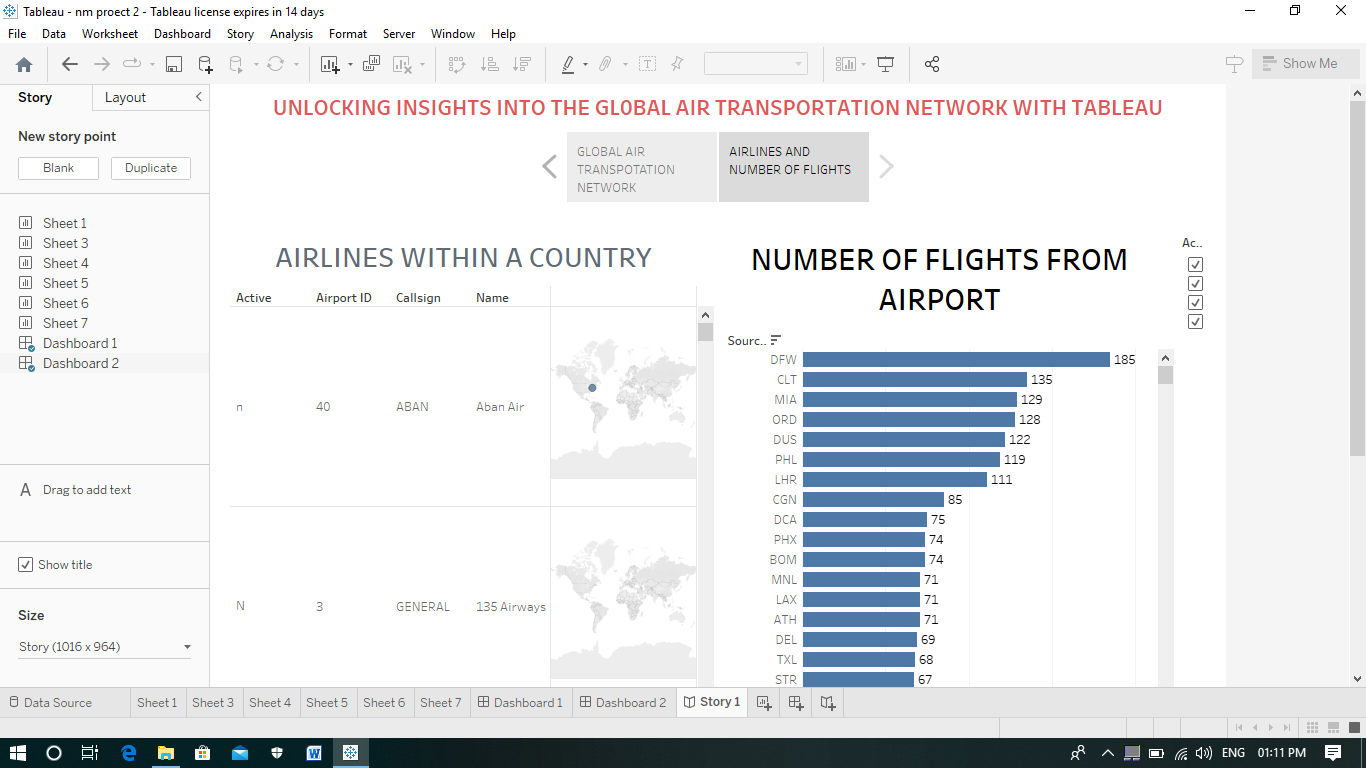 Tableau - nm proect 2 - Tableau license expires in 14 days
File Data Worksheet Dashboard Story Analysis Format Server Window Help
Show Me
Story Layout
New story point
Blank Duplicate
Sheet 1
Sheet 3
Sheet 4
Sheet 5
Sheet 6
Sheet 7
Dashboard 1
Dashboard 2
A Drag to add text
Show title
Size
Story (1016 x 964)
UNLOCKING INSIGHTS INTO THE GL0BAL AIR TRANSPORTATION NETWORK WITH TABLEAU
GLOBAL AIR
TRANSPOTATION
NETWORK
AIRLINES AND
NUMBER OF FLIGHTS
AIRLINES WITHIN A COUNTRY
Active Airport ID Callsign Name
n 40 ABAN Aban Air
N 3 GENERAL 135 Airways
NUMBER OF FLIGHTS FROM
AIRPORT
Ac..
Sourc..
DFW 185
CLT 135
MIA 129
ORD 128
DUS 122
PHL 119
LHR 111
CGN 85
DCA 75
PHX 74
BOM 74
MNL 71
LAX 71
ATH 71
DEL 69
TXL 68
STR 67
Data Source Sheet 1 Sheet 3 Sheet 4 Sheet 5 Sheet 6 Sheet 7 Dashboard 1 Dashboard 2 Story 1
ENG 01:11 PM